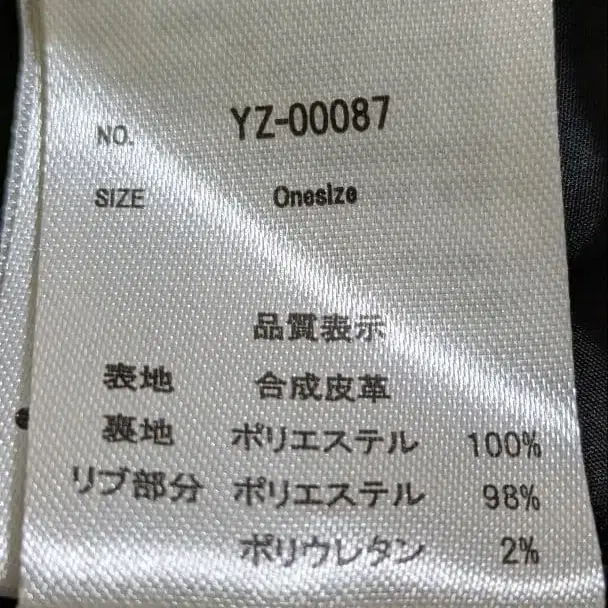 NO. YZ-00087
SIZE Onesize
品質表示
表地 合成皮革
裏地 ポリエステル 100%
リブ部分 ポリエステル 98%
ポリウレタン 2%